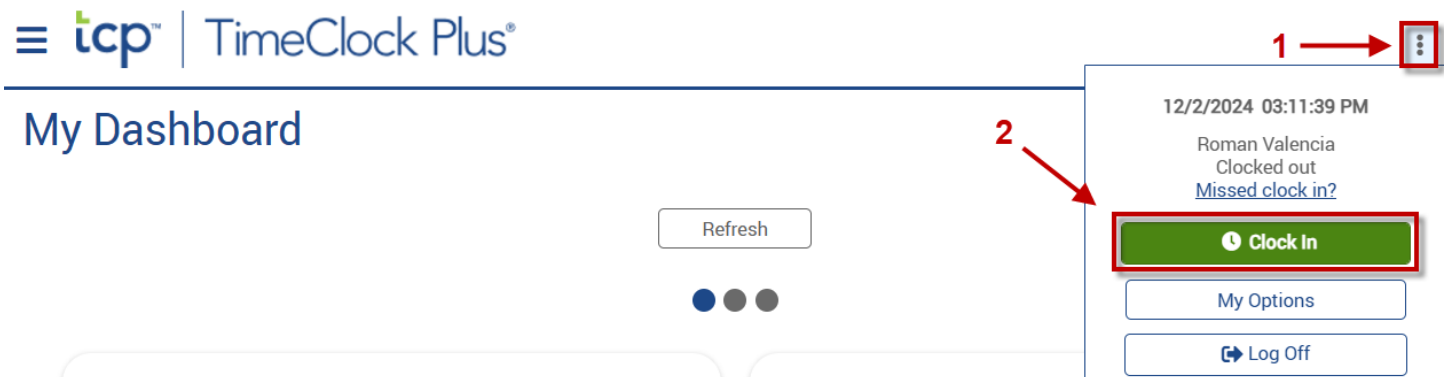 tcp™ | TimeClock Plus®
1
12/2/2024 03:11:39 PM
My Dashboard
2
Roman Valencia
Clocked out
Missed clock in?
Refresh
Clock In
My Options
Log Off